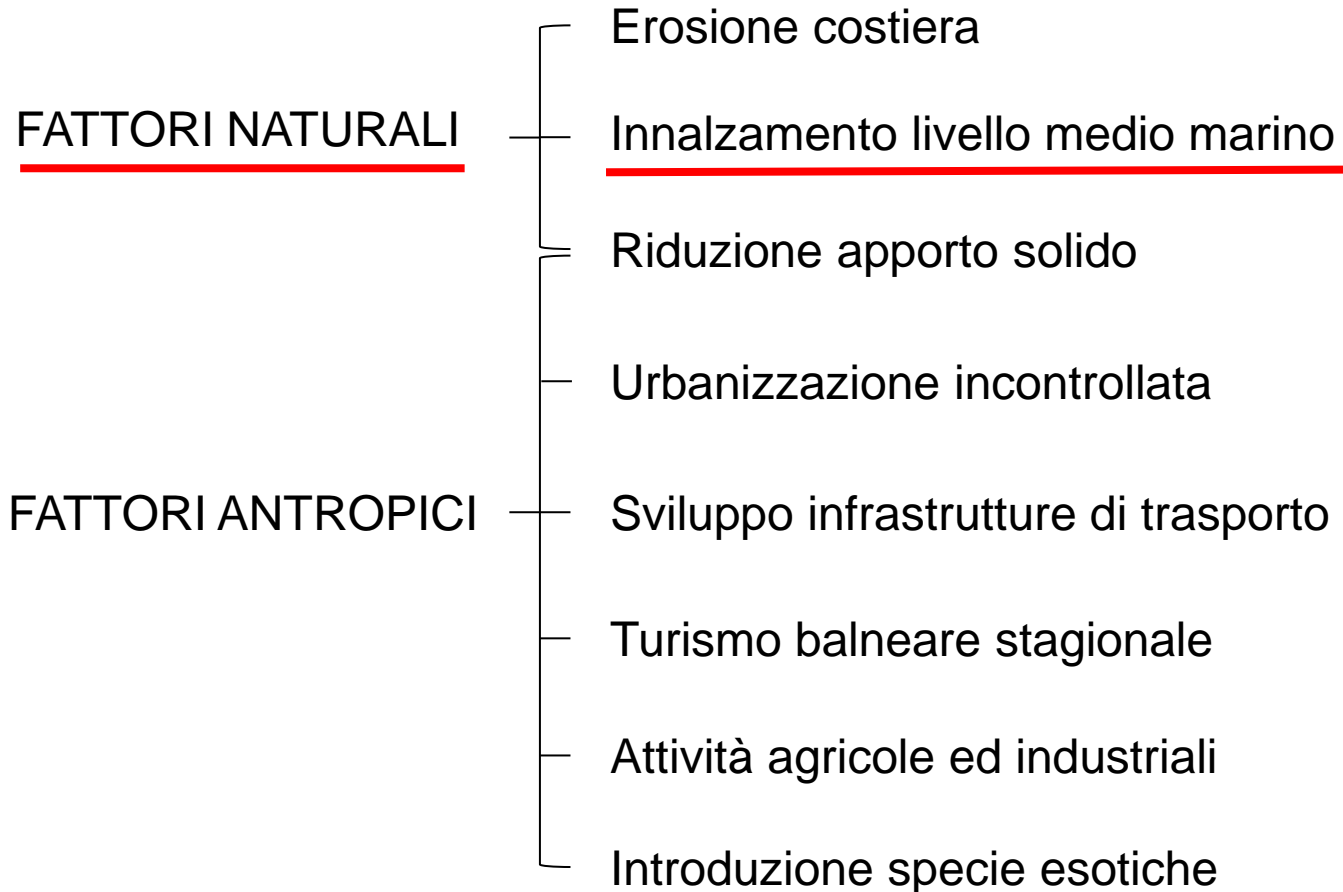 Erosione costiera
FATTORI NATURALI
Innalzamento livello medio marino
Riduzione apporto solido
Urbanizzazione incontrollata
FATTORI ANTROPICI
Sviluppo infrastrutture di trasporto
Turismo balneare stagionale
Attività agricole ed industriali
Introduzione specie esotiche